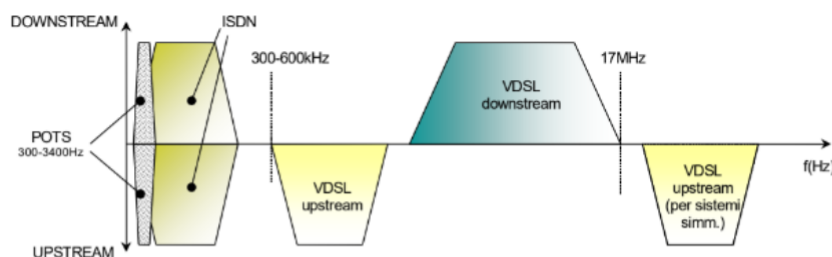 DOWNSTREAM
ISDN
300-600kHz
17MHz
VDSL
downstream
POTS
300-3400Hz
f(Hz)
VDSL
upstream
VDSL
upstream
(per sistemi
simm.)
UPSTREAM